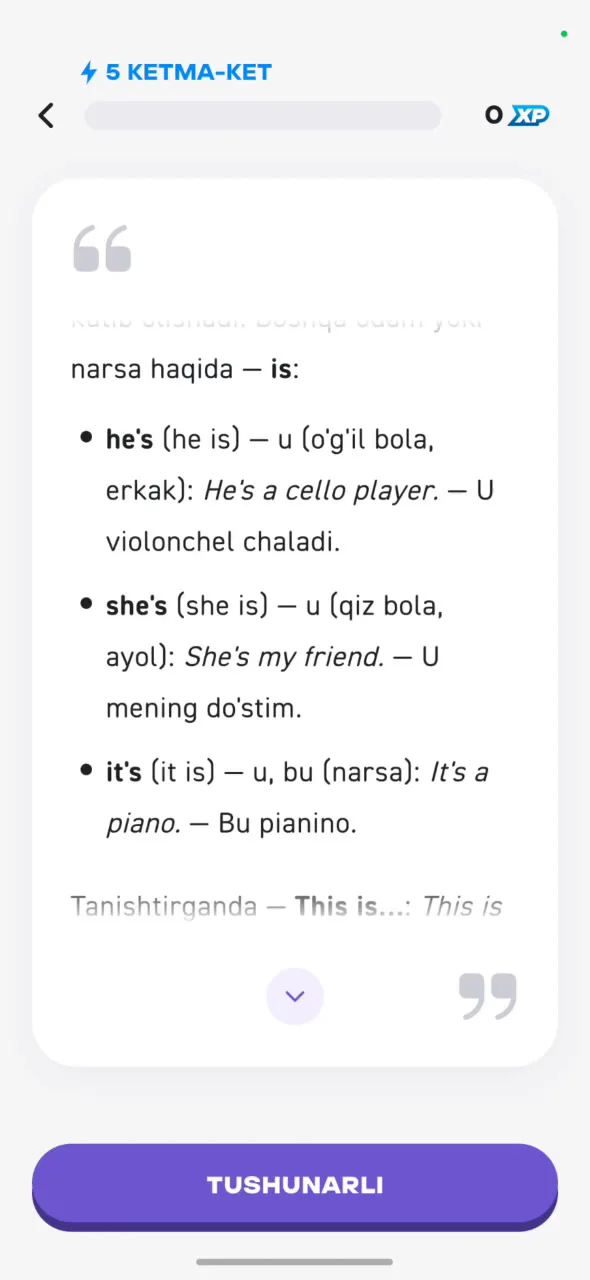 5 KETMA-KET
0 XP
narsa haqida — is:
he's (he is) — u (o'g'il bola,
erkak): He's a cello player. — U
violonchel chaladi.
she's (she is) — u (qiz bola,
ayol): She's my friend. — U
mening do'stim.
it's (it is) — u, bu (narsa): It's a
piano. — Bu pianino.
Tanishtirganda — This is...: This is
TUSHUNARLI